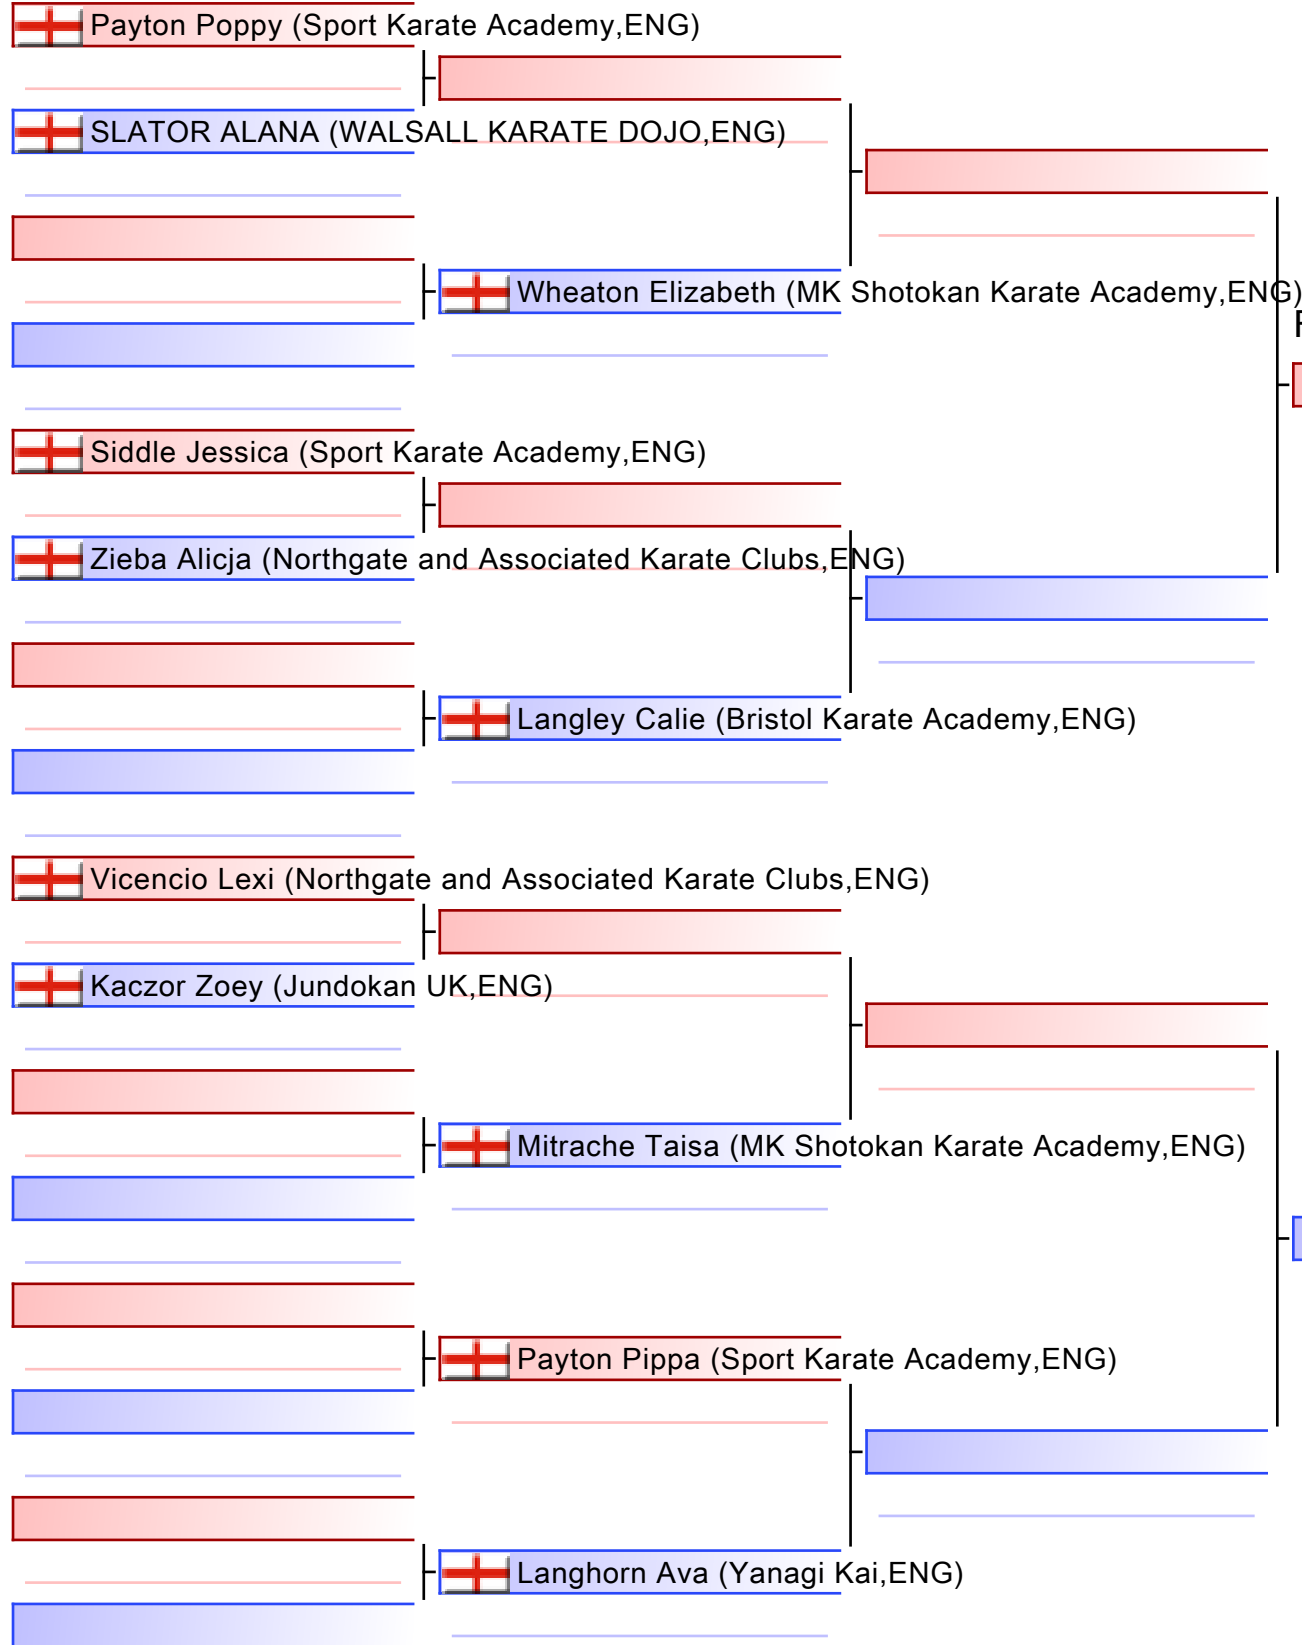 Payton Poppy (Sport Karate Academy,ENG)
SLATOR ALANA (WALSALL KARATE DOJO,ENG)
Wheaton Elizabeth (MK Shotokan Karate Academy,ENG)
Siddle Jessica (Sport Karate Academy,ENG)
Zieba Alicja (Northgate and Associated Karate Clubs,ENG)
Langley Calie (Bristol Karate Academy,ENG)
Vicencio Lexi (Northgate and Associated Karate Clubs,ENG)
Kaczor Zoey (Jundokan UK,ENG)
Mitrache Taisa (MK Shotokan Karate Academy,ENG)
Payton Pippa (Sport Karate Academy,ENG)
Langhorn Ava (Yanagi Kai,ENG)